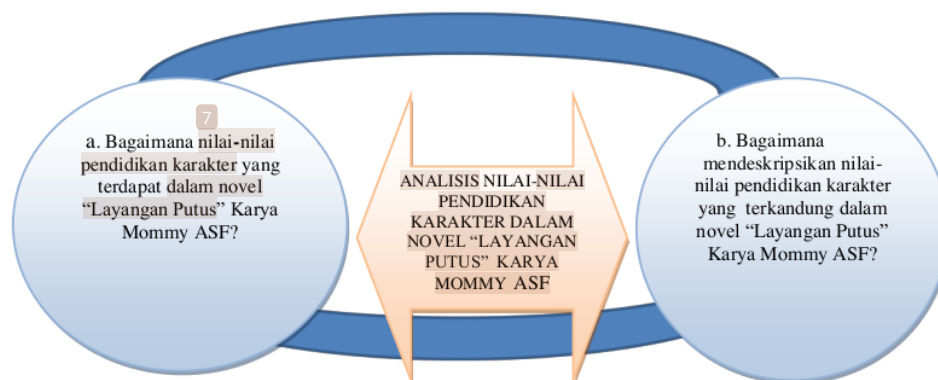 7
a. Bagaimana nilai-nilai
pendidikan karakter yang
terdapat dalam novel
“Layangan Putus” Karya
Mommy ASF?
ANALISIS NILAI-NILAI
PENDIDIKAN
KARAKTER DALAM
NOVEL “LAYANGAN
PUTUS” KARYA
MOMMY ASF
b. Bagaimana
mendeskripsikan nilai-
nilai pendidikan karakter
yang terkandung dalam
novel “Layangan Putus”
Karya Mommy ASF?